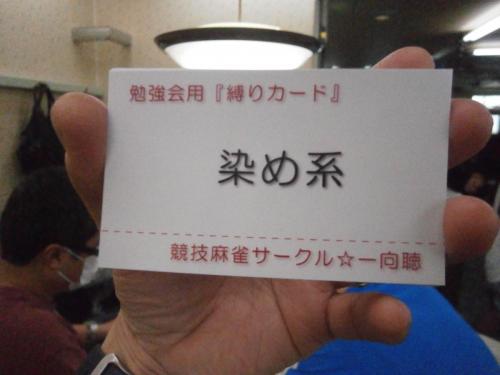 勉強会用『縛りカード』
染め系
競技麻雀サークル☆一向聴